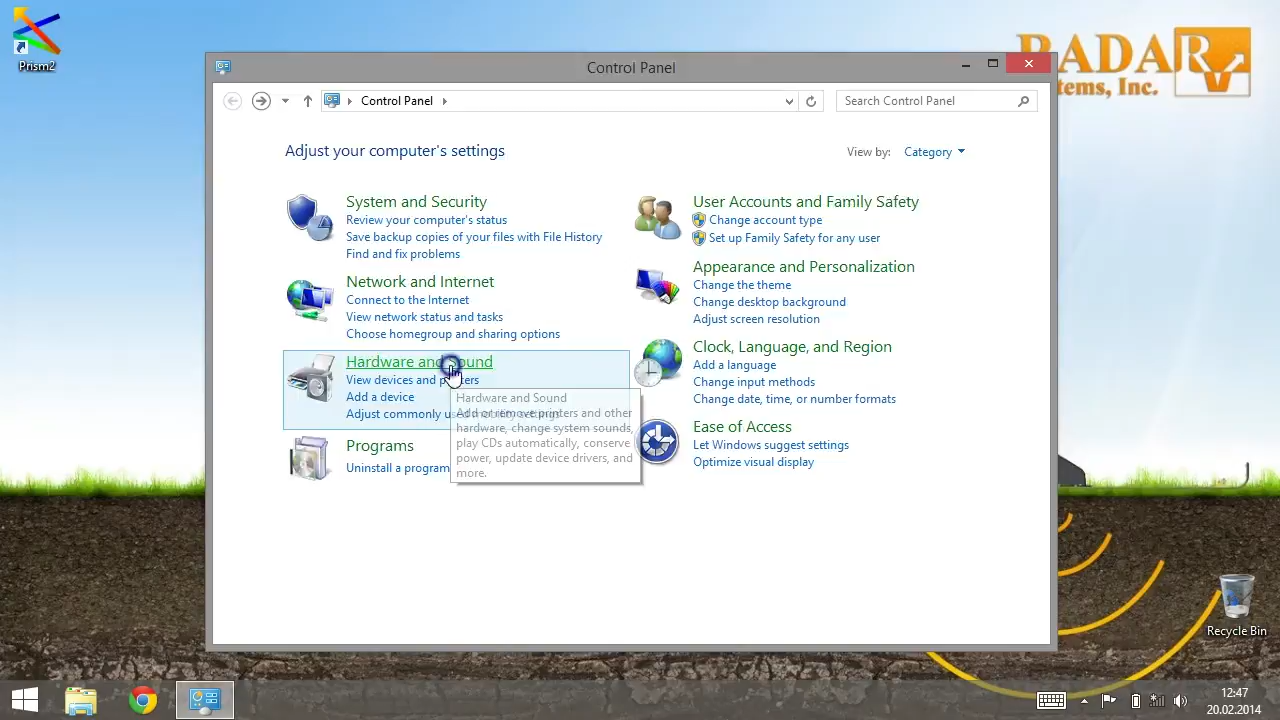 Prism2
RADAR
tems, Inc.
Control Panel
Control Panel
Search Control Panel
Adjust your computer's settings
View by:
Category
System and Security
Review your computer's status
Save backup copies of your files with File History
Find and fix problems
Network and Internet
Connect to the Internet
View network status and tasks
Choose homegroup and sharing options
Hardware and Sound
View devices and printers
Add a device
Adjust commonly used mobility settings
Hardware and Sound
Add or remove printers and other
hardware, change system sounds,
play CDs automatically, conserve
power, update device drivers, and
more.
Programs
Uninstall a program
User Accounts and Family Safety
Change account type
Set up Family Safety for any user
Appearance and Personalization
Change the theme
Change desktop background
Adjust screen resolution
Clock, Language, and Region
Add a language
Change input methods
Change date, time, or number formats
Ease of Access
Let Windows suggest settings
Optimize visual display
Recycle Bin
12:47
20.02.2014